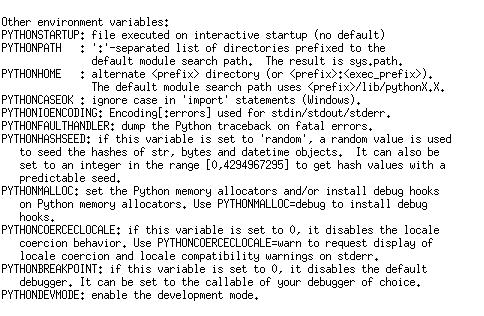 Other environment variables:
PYTHONSTARTUP: file executed on interactive startup (no default)
PYTHONPATH   : ':'-separated list of directories prefixed to the
               default module search path.  The result is sys.path.
PYTHONHOME   : alternate <prefix> directory (or <prefix>:<exec_prefix>).
               The default module search path uses <prefix>/lib/pythonX.X.
PYTHONCASEOK : ignore case in 'import' statements (Windows).
PYTHONIOENCODING: Encoding[:errors] used for stdin/stdout/stderr.
PYTHONFAULTHANDLER: dump the Python traceback on fatal errors.
PYTHONHASHSEED: if this variable is set to 'random', a random value is used
   to seed the hashes of str, bytes and datetime objects.  It can also be
   set to an integer in the range [0,4294967295] to get hash values with a
   predictable seed.
PYTHONMALLOC: set the Python memory allocators and/or install debug hooks
   on Python memory allocators. Use PYTHONMALLOC=debug to install debug
   hooks.
PYTHONCOERCECLOCALE: if this variable is set to 0, it disables the locale
   coercion behavior. Use PYTHONCOERCECLOCALE=warn to request display of
   locale coercion and locale compatibility warnings on stderr.
PYTHONBREAKPOINT: if this variable is set to 0, it disables the default
   debugger. It can be set to the callable of your debugger of choice.
PYTHONDEVMODE: enable the development mode.